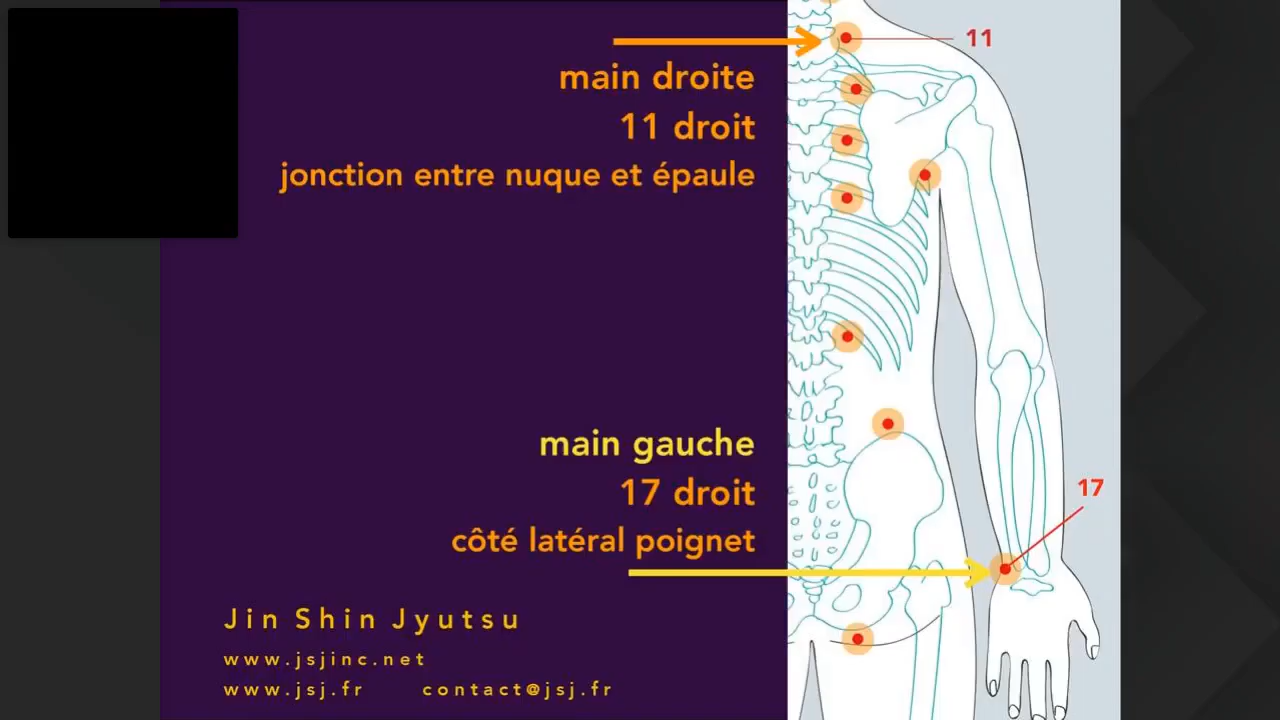 11
main droite
11 droit
jonction entre nuque et épaule
main gauche
17 droit
17
côté latéral poignet
Jin Shin Jyutsu
www.jsjinc.net
www.jsj.fr contact@jsj.fr